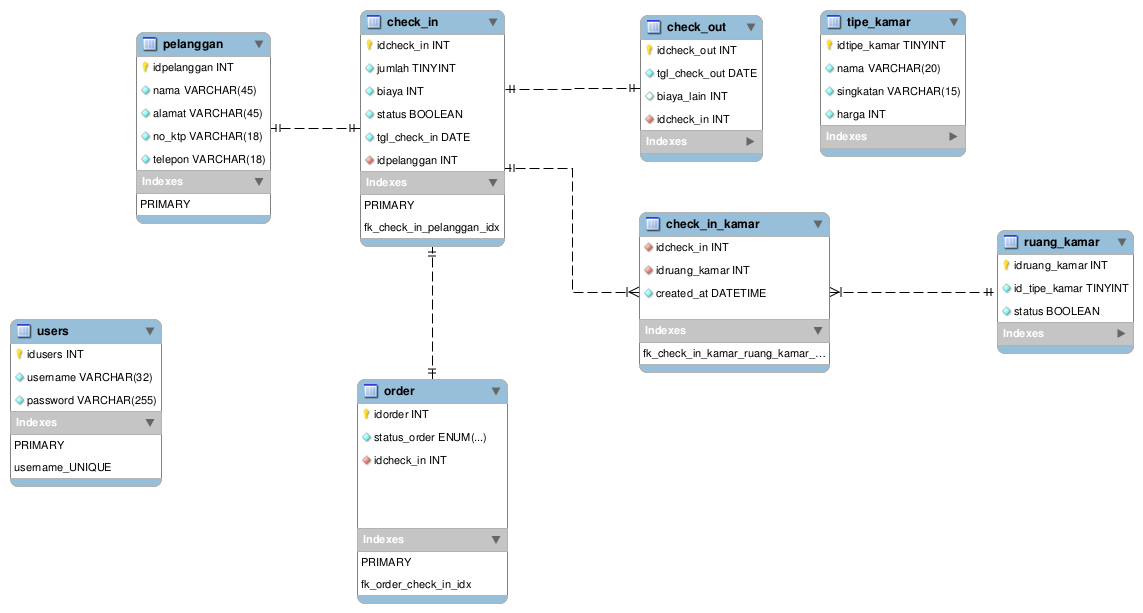 pelanggan
idpelanggan INT
nama VARCHAR(45)
alamat VARCHAR(45)
no_ktp VARCHAR(18)
telepon VARCHAR(18)
Indexes
PRIMARY
check_in
idcheck_in INT
jumlah TINYINT
biaya INT
status BOOLEAN
tgl_check_in DATE
idpelanggan INT
Indexes
PRIMARY
fk_check_in_pelanggan_idx
check_out
idcheck_out INT
tgl_check_out DATE
biaya_lain INT
idcheck_in INT
Indexes
tipe_kamar
idtipe_kamar TINYINT
nama VARCHAR(20)
singkatan VARCHAR(15)
harga INT
Indexes
check_in_kamar
idcheck_in INT
idruang_kamar INT
created_at DATETIME
Indexes
fk_check_in_kamar_ruang_kamar_...
ruang_kamar
idruang_kamar INT
id_tipe_kamar TINYINT
status BOOLEAN
Indexes
users
idusers INT
username VARCHAR(32)
password VARCHAR(255)
Indexes
PRIMARY
username_UNIQUE
order
idorder INT
status_order ENUM(...)
idcheck_in INT
Indexes
PRIMARY
fk_order_check_in_idx